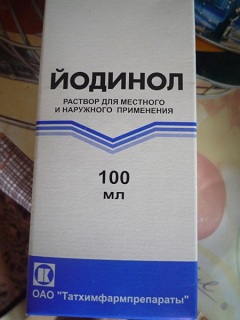 ЙОДИНОЛ
РАСТВОР ДЛЯ МЕСТНОГО
И НАРУЖНОГО ПРИМЕНЕНИЯ
100
МЛ
ОАО "Татхимфармпрепараты"